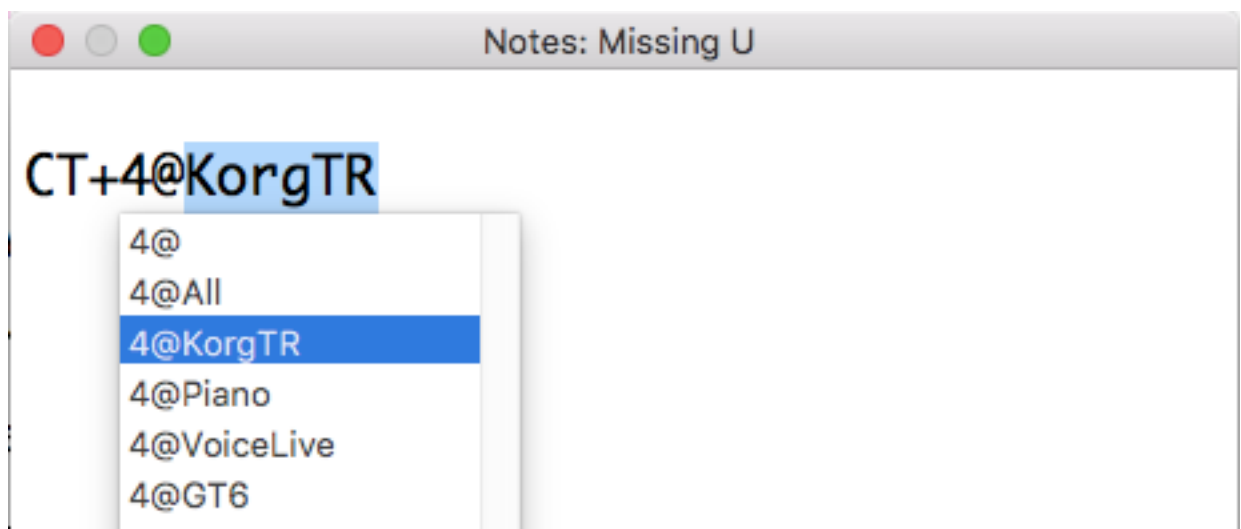 Notes: Missing U
CT+4@KorgTR
4@
4@All
4@KorgTR
4@Piano
4@VoiceLive
4@GT6